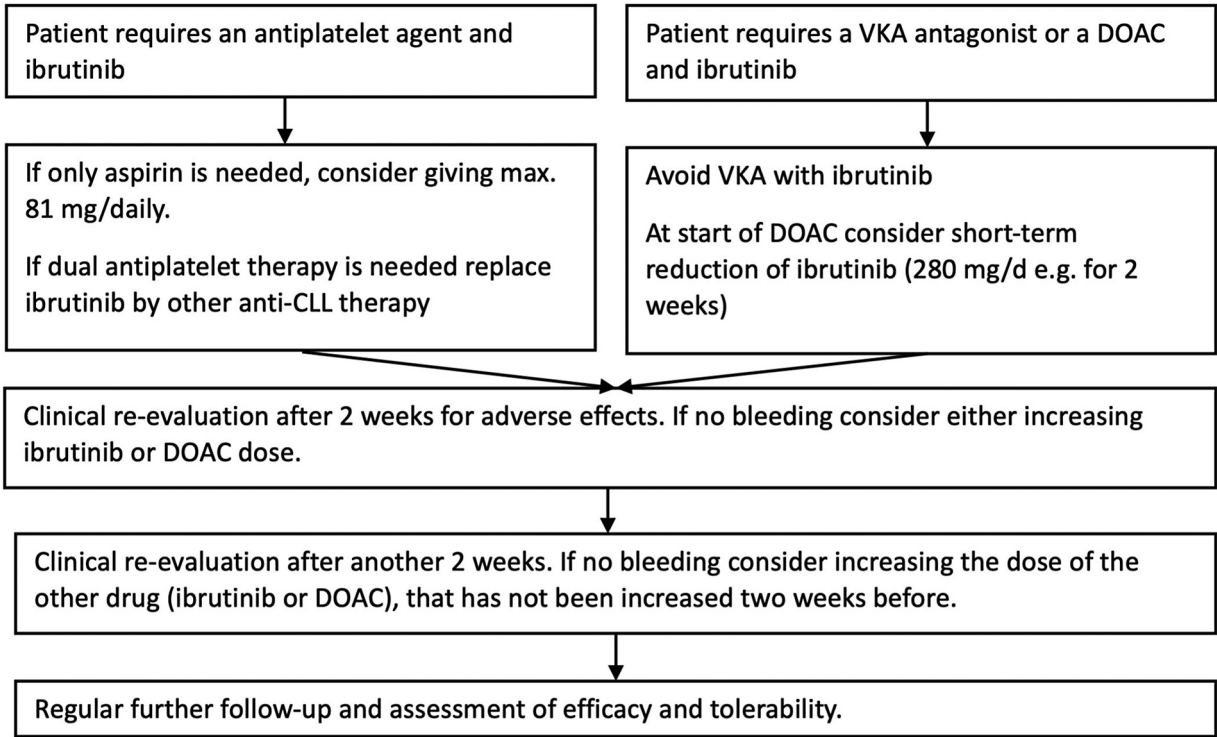 Patient requires an antiplatelet agent and
ibrutinib
Patient requires a VKA antagonist or a DOAC
and ibrutinib
If only aspirin is needed, consider giving max.
81 mg/daily.
If dual antiplatelet therapy is needed replace
ibrutinib by other anti-CLL therapy
Avoid VKA with ibrutinib
At start of DOAC consider short-term
reduction of ibrutinib (280 mg/d e.g. for 2
weeks)
Clinical re-evaluation after 2 weeks for adverse effects. If no bleeding consider either increasing
ibrutinib or DOAC dose.
Clinical re-evaluation after another 2 weeks. If no bleeding consider increasing the dose of the
other drug (ibrutinib or DOAC), that has not been increased two weeks before.
Regular further follow-up and assessment of efficacy and tolerability.